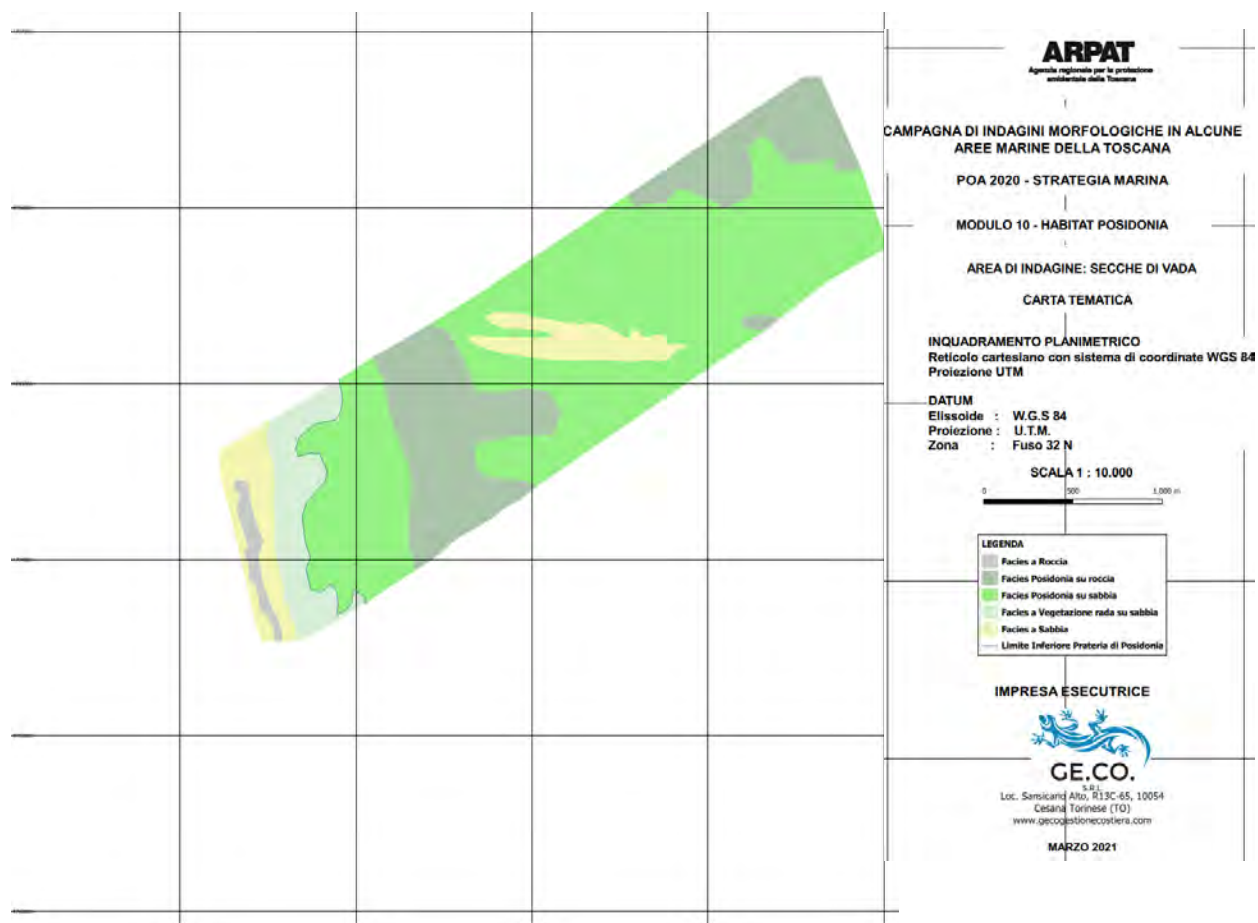 ARPAT
Agenzia regionale per la protezione
ambientale della Toscana
CAMPAGNA DI INDAGINI MORFOLOGICHE IN ALCUNE
AREE MARINE DELLA TOSCANA
POA 2020 - STRATEGIA MARINA
MODULO 10 - HABITAT POSIDONIA
AREA DI INDAGINE: SECCHE DI VADA
CARTA TEMATICA
INQUADRAMENTO PLANIMETRICO
Reticolo cartesiano con sistema di coordinate WGS 84
Proiezione UTM
DATUM
Elissoide : W.G.S 84
Proiezione : U.T.M.
Zona : Fuso 32 N
SCALA 1 : 10.000
0 500 1.000 m
LEGENDA
Facies a Roccia
Facies Posidonia su roccia
Facies Posidonia su sabbia
Facies a Vegetazione rada su sabbia
Facies a Sabbia
Limite Inferiore Prateria di Posidonia
IMPRESA ESECUTRICE
GE.CO.
S.R.L.
Loc. Sansicario Alto, R13C-65, 10054
Cesana Torinese (TO)
www.gecogestionecostiera.com
MARZO 2021